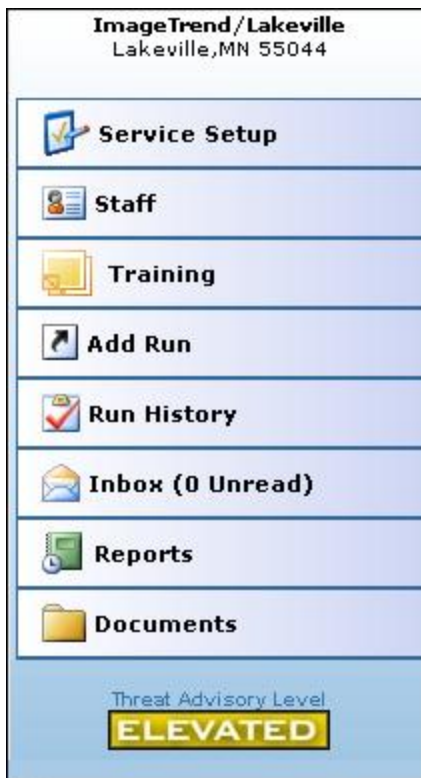 ImageTrend/Lakeville
Lakeville,MN 55044
Service Setup
Staff
Training
Add Run
Run History
Inbox (0 Unread)
Reports
Documents
Threat Advisory Level
ELEVATED